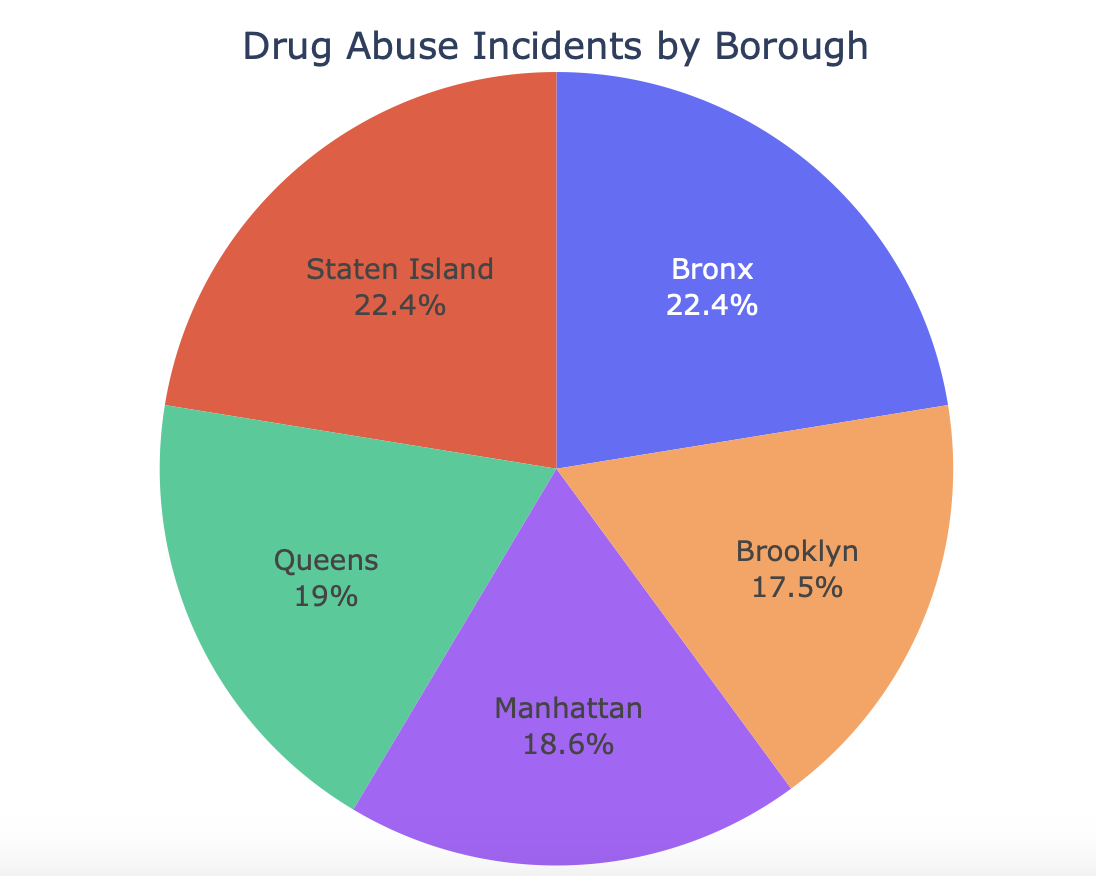 Drug Abuse Incidents by Borough
Staten Island
22.4%
Bronx
22.4%
Queens
19%
Brooklyn
17.5%
Manhattan
18.6%